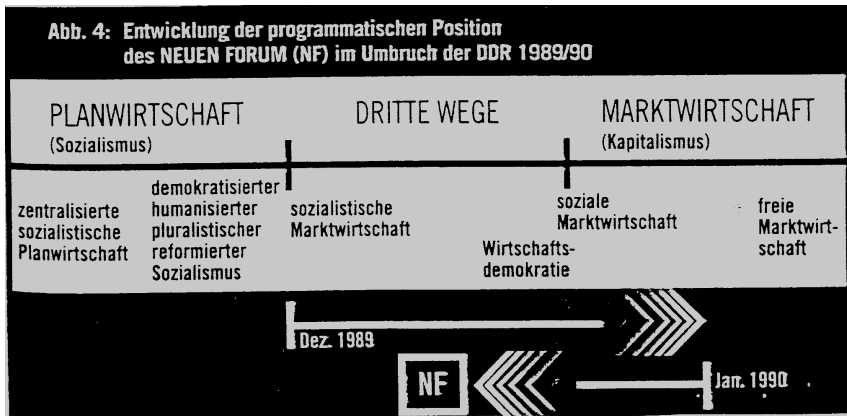 Abb. 4: Entwicklung der programmatischen Position
des NEUEN FORUM (NF) im Umbruch der DDR 1989/90
PLANWIRTSCHAFT
(Sozialismus)
DRITTE WEGE
MARKTWIRTSCHAFT
(Kapitalismus)
zentralisierte
sozialistische
Planwirtschaft
demokratisierter
humanisierter
pluralistischer
reformierter
Sozialismus
sozialistische
Marktwirtschaft
Wirtschafts-
demokratie
soziale
Marktwirtschaft
freie
Marktwirt-
schaft
Dez. 1989
NF
Jan. 1990